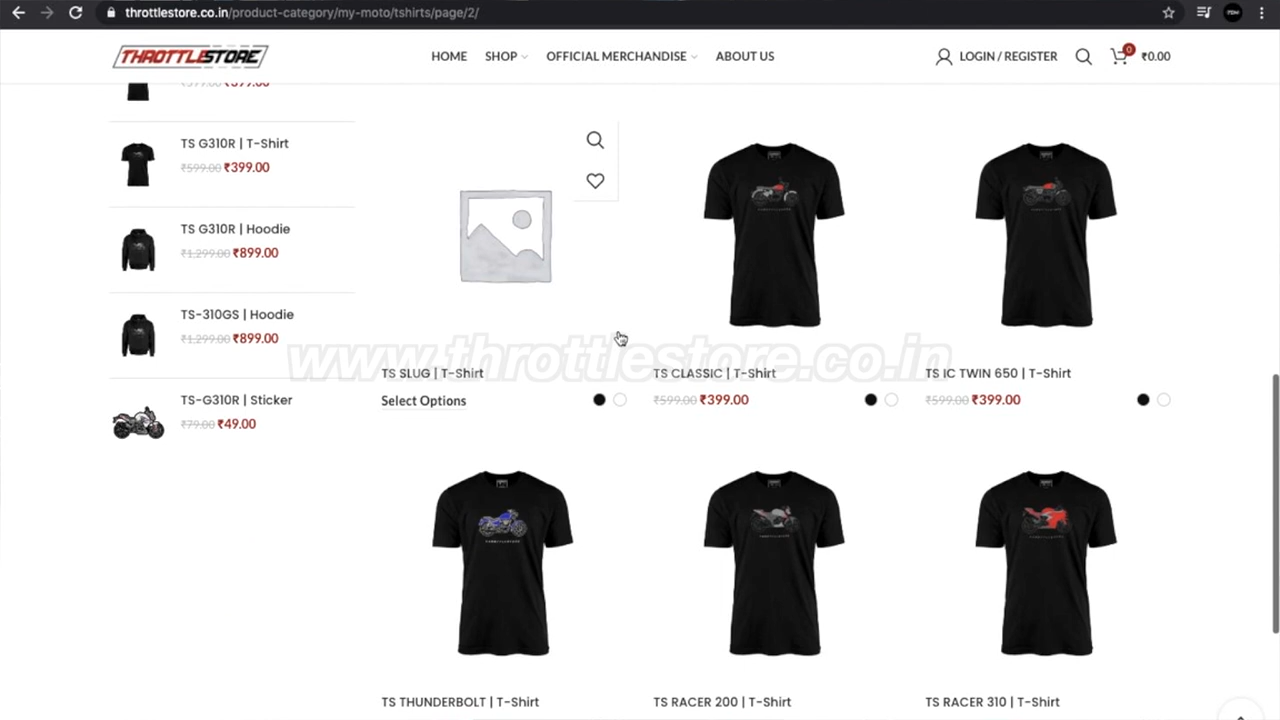 throttlestore.co.in/product-category/my-moto/tshirts/page/2/
THROTTLESTORE
HOME
SHOP
OFFICIAL MERCHANDISE
ABOUT US
LOGIN / REGISTER
0
₹0.00
TS G310R | T-Shirt
₹599.00 ₹399.00
TS G310R | Hoodie
₹1,299.00 ₹899.00
TS-310GS | Hoodie
₹1,299.00 ₹899.00
TS-G310R | Sticker
₹79.00 ₹49.00
www.throttlestore.co.in
TS SLUG | T-Shirt
Select Options
TS CLASSIC | T-Shirt
₹599.00 ₹399.00
TS IC TWIN 650 | T-Shirt
₹599.00 ₹399.00
TS THUNDERBOLT | T-Shirt
TS RACER 200 | T-Shirt
TS RACER 310 | T-Shirt